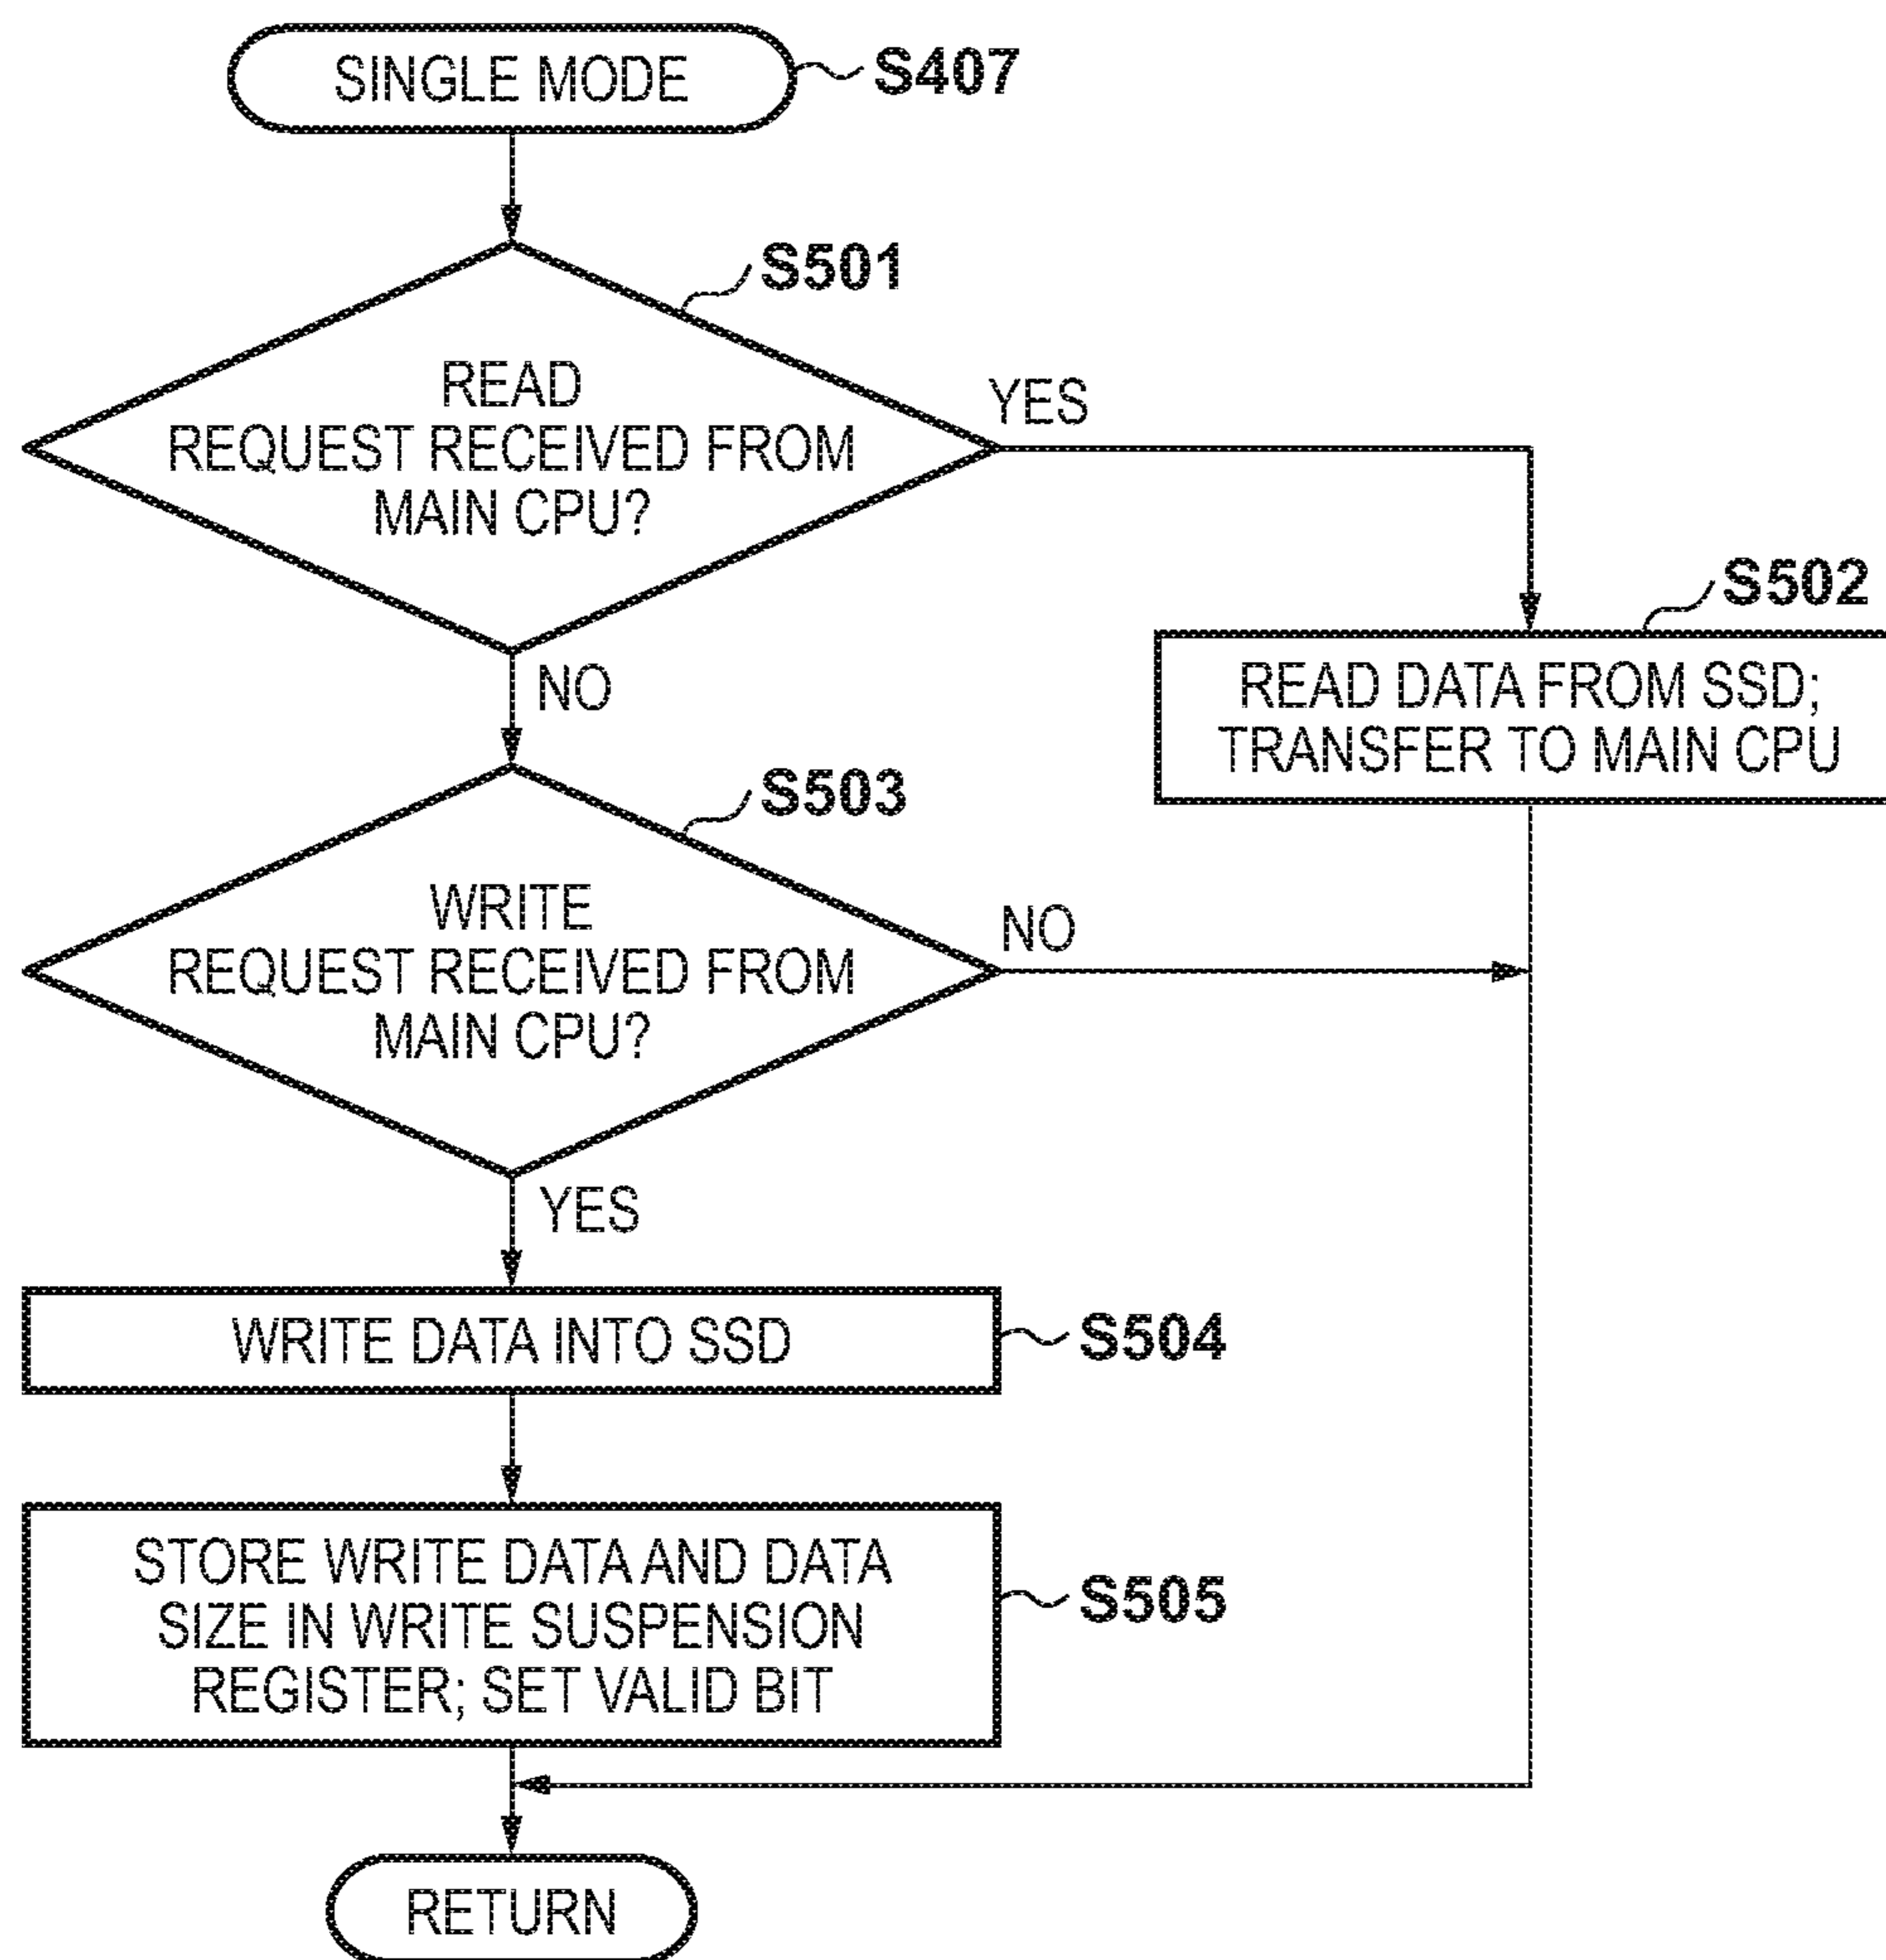 SINGLE MODE
S407
S501
READ
REQUEST RECEIVED FROM
MAIN CPU?
YES
NO
S502
READ DATA FROM SSD;
TRANSFER TO MAIN CPU
S503
WRITE
REQUEST RECEIVED FROM
MAIN CPU?
NO
YES
WRITE DATA INTO SSD
S504
STORE WRITE DATA AND DATA
SIZE IN WRITE SUSPENSION
REGISTER; SET VALID BIT
S505
RETURN